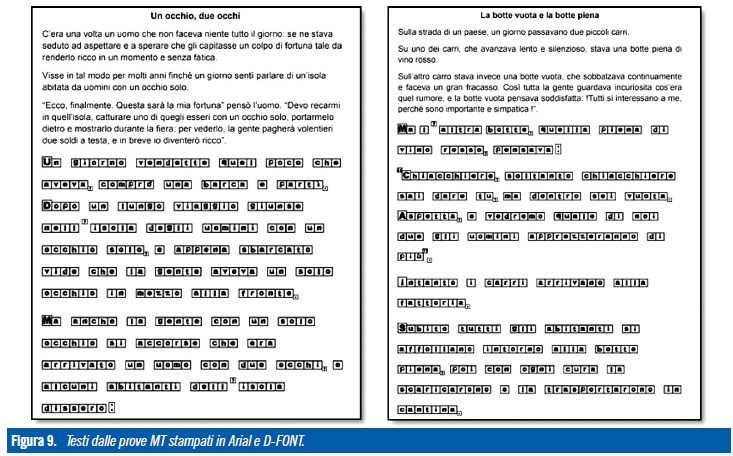 Un occhio, due occhi
C'era una volta un uomo che non faceva niente tutto il giorno: se ne stava
seduto ad aspettare e a sperare che gli capitasse un colpo di fortuna tale da
renderlo ricco in un momento e senza fatica.
Visse in tal modo per molti anni finché un giorno sentì parlare di un'isola
abitata da uomini con un occhio solo.
"Ecco, finalmente. Questa sarà la mia fortuna" pensò l'uomo. "Devo recarmi
in quell'isola, catturare uno di quegli esseri con un occhio solo, portarmelo
dietro e mostrarlo durante la fiera: per vederlo, la gente pagherà volentieri
due soldi a testa, e in breve io diventerò ricco".
Un giorno vendette quel poco che
aveva, comprò una barca e partì.
Dopo un lungo viaggio giunse
nell'isola degli uomini con un
occhio solo, e appena sbarcato
vide che la gente aveva un solo
occhio in mezzo alla fronte.
Ma anche la gente con un solo
occhio si accorse che era
arrivato un uomo con due occhi, e
alcuni abitanti dell'isola
dissero:
La botte vuota e la botte piena
Sulla strada di un paese, un giorno passavano due piccoli carri.
Su uno dei carri, che avanzava lento e silenzioso, stava una botte piena di
vino rosso.
Sull'altro carro stava invece una botte vuota, che sobbalzava continuamente
e faceva un gran fracasso. Così tutta la gente guardava incuriosita cos'era
quel rumore, e la botte vuota pensava soddisfatta: !Tutti si interessano a me,
perché sono importante e simpatica !".
Ma l'altra botte, quella piena di
vino rosso, pensava:
"Chiacchiere, soltanto chiacchiere
sai dare tu, ma dentro sei vuota.
Aspetta, e vedremo quale di noi
due gli uomini apprezzeranno di
più".
Intanto i carri arrivano alla
fattoria.
Subito tutti gli abitanti si
affollano intorno alla botte
piena, poi con ogni cura la
scaricarono e la trasportarono in
cantina.
Figura 9. Testi dalle prove MT stampati in Arial e D-FONT.